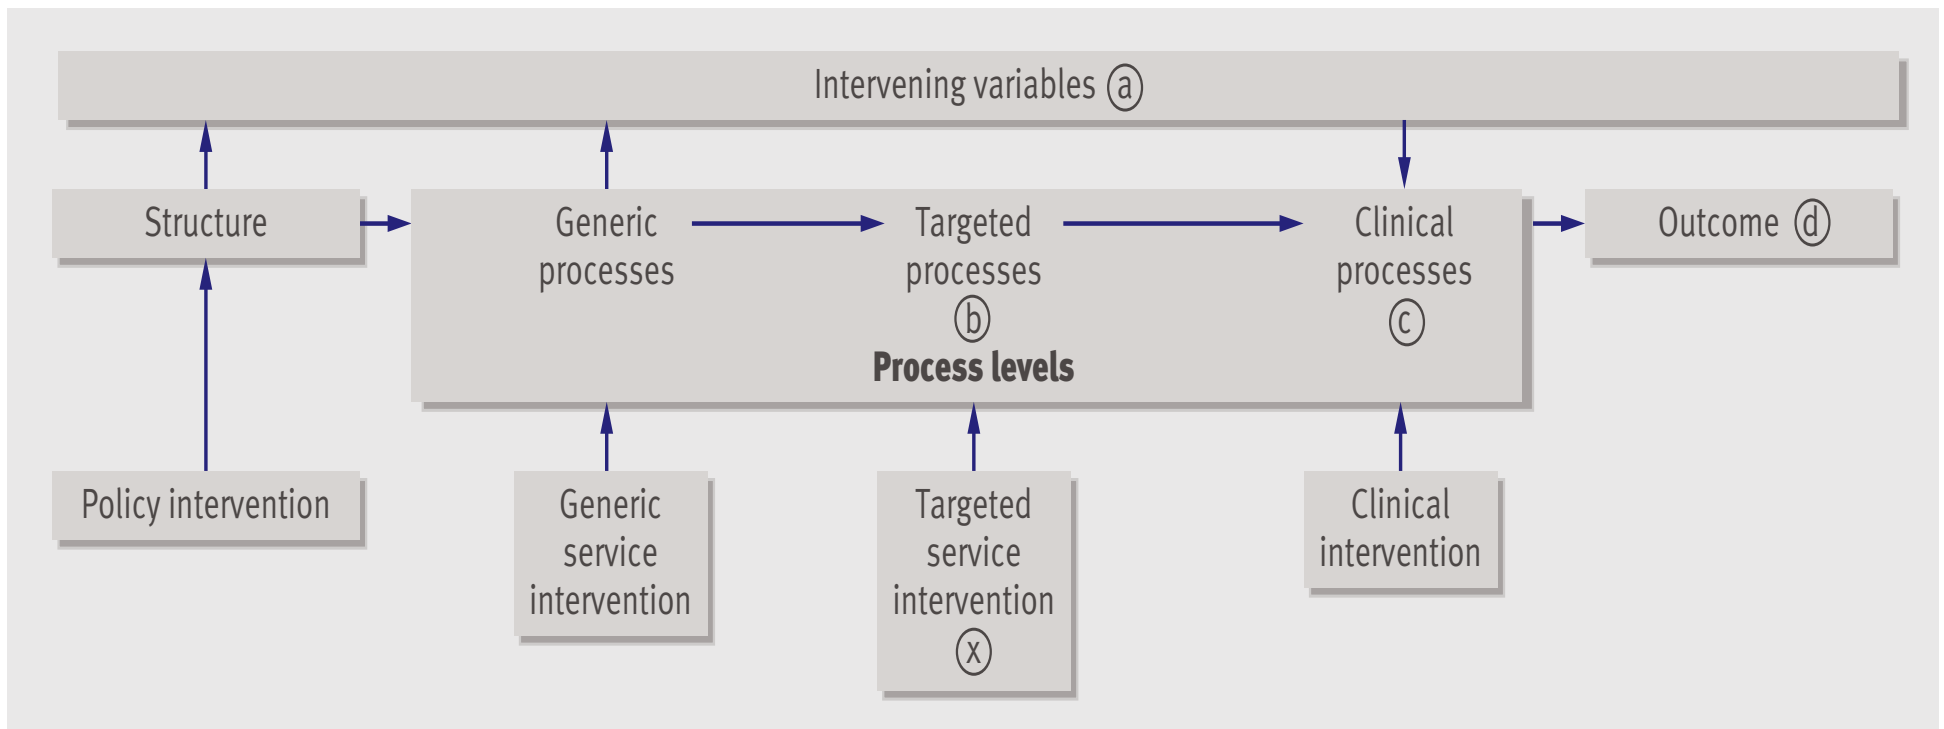 Intervening variables ⓐ
Structure
Generic
processes
Targeted
processes
ⓑ
Clinical
processes
ⓒ
Outcome ⓓ
Process levels
Policy intervention
Generic
service
intervention
Targeted
service
intervention
ⓧ
Clinical
intervention